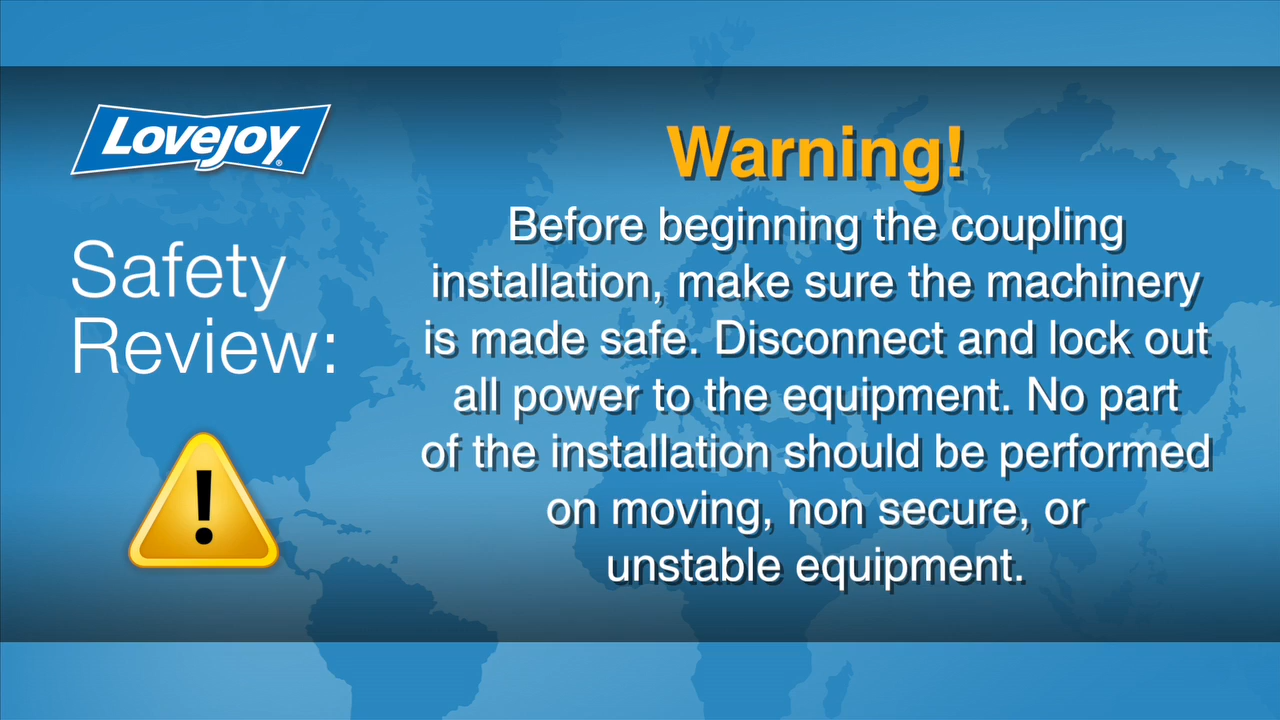 Lovejoy®
Safety
Review:
!
Warning!
Before beginning the coupling
installation, make sure the machinery
is made safe. Disconnect and lock out
all power to the equipment. No part
of the installation should be performed
on moving, non secure, or
unstable equipment.